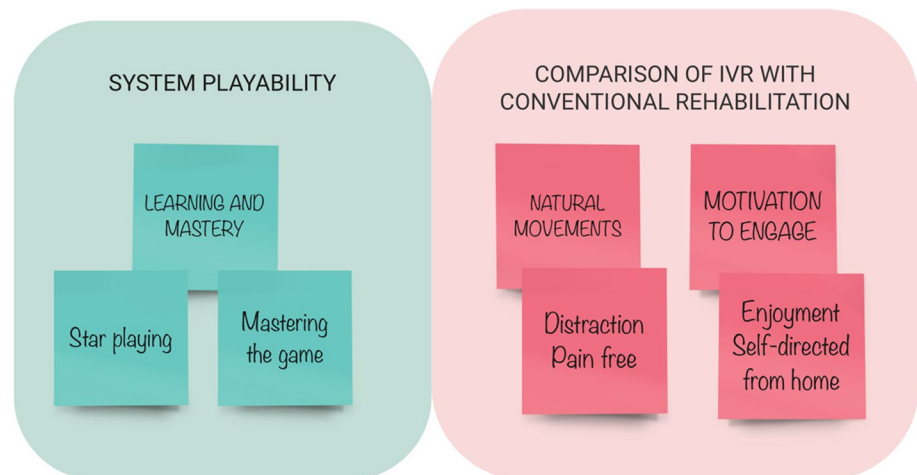 SYSTEM PLAYABILITY
LEARNING AND
MASTERY
Star playing
Mastering
the game
COMPARISON OF IVR WITH
CONVENTIONAL REHABILITATION
NATURAL
MOVEMENTS
Distraction
Pain free
MOTIVATION
TO ENGAGE
Enjoyment
Self-directed
from home